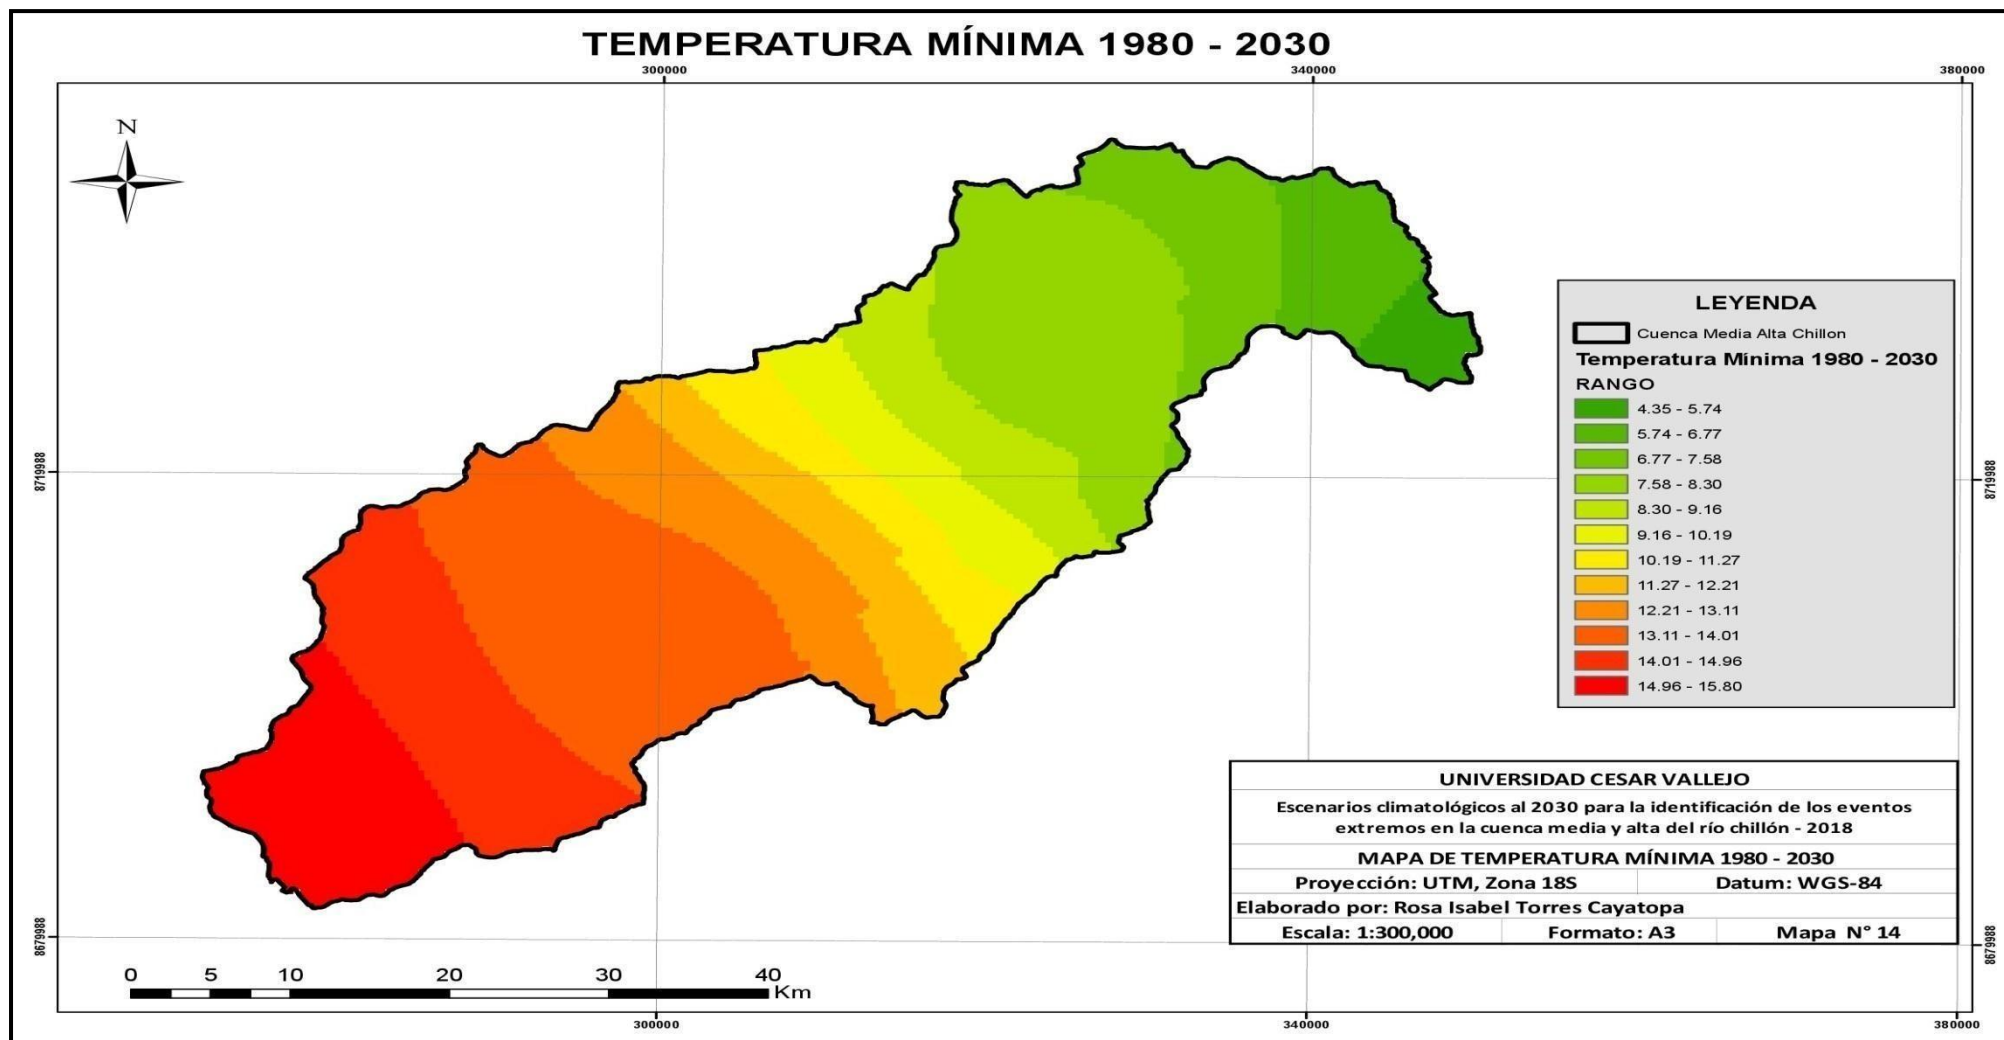 TEMPERATURA MÍNIMA 1980 - 2030
300000
340000
380000
N
8719988
8719988
LEYENDA
Cuenca Media Alta Chillon
Temperatura Mínima 1980 - 2030
RANGO
4.35 - 5.74
5.74 - 6.77
6.77 - 7.58
7.58 - 8.30
8.30 - 9.16
9.16 - 10.19
10.19 - 11.27
11.27 - 12.21
12.21 - 13.11
13.11 - 14.01
14.01 - 14.96
14.96 - 15.80
UNIVERSIDAD CESAR VALLEJO
Escenarios climatológicos al 2030 para la identificación de los eventos
extremos en la cuenca media y alta del río chillón - 2018
MAPA DE TEMPERATURA MÍNIMA 1980 - 2030
Proyección: UTM, Zona 18S Datum: WGS-84
Elaborado por: Rosa Isabel Torres Cayatopa
Escala: 1:300,000 Formato: A3 Mapa N° 14
8679988
8679988
0 5 10 20 30 40
Km
300000
340000
380000